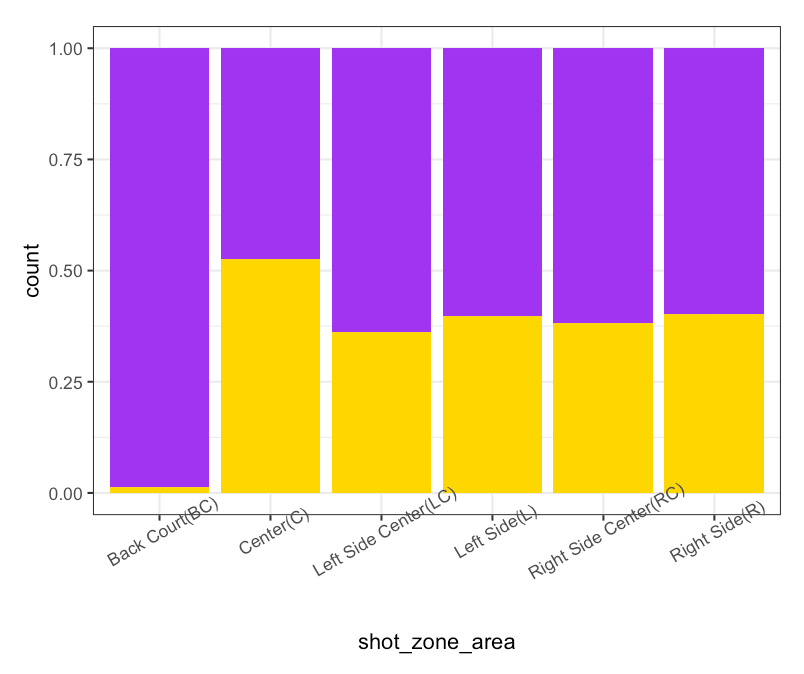 count
1.00
0.75
0.50
0.25
0.00
Back Court(BC)
Center(C)
Left Side Center(LC)
Left Side(L)
Right Side Center(RC)
Right Side(R)
shot_zone_area